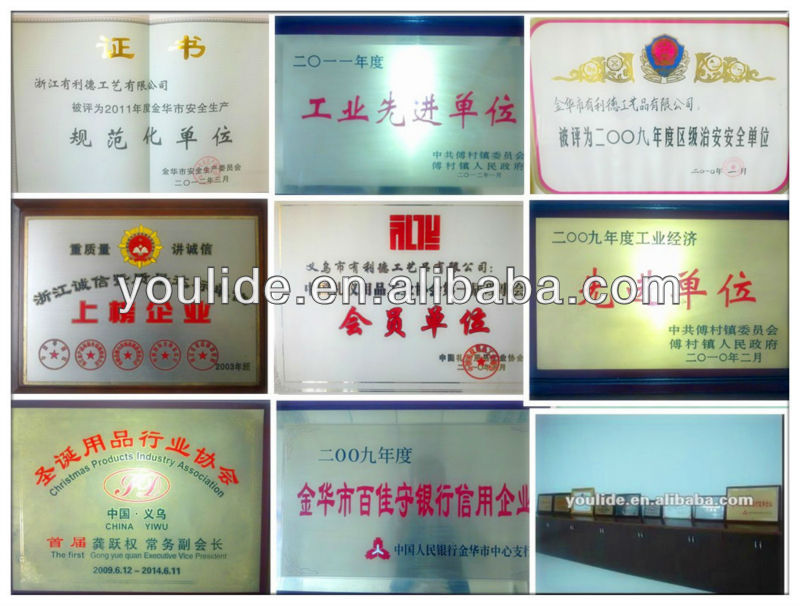 证 书
浙江有利德工艺有限公司
被评为2011年度金华市安全生产
规范化单位
金华市安全生产委员会
二〇一二年三月
二〇一一年度
工业先进单位
中共傅村镇委员会
傅村镇人民政府
二〇一二年一月
金华市有利德工艺品有限公司:
被评为二〇〇九年度区级治安安全单位
二〇一〇年二月
重质量 讲诚信
浙江诚信
上榜企业
2003年班
义乌市有利德工艺品有限公司:
会员单位
二〇〇九年度工业经济
先进单位
中共傅村镇委员会
傅村镇人民政府
二〇一〇年二月
youlide.en.alibaba.com
圣诞用品行业协会
Christmas Products Industry Association
中国·义乌
CHINA YIWU
首届 龚跃权 常务副会长
The first Gong yue quan Executive Vice President
2009.6.12 – 2014.6.11
二〇〇九年度
金华市百佳守银行信用企业
中国人民银行金华市中心支行
youlide.en.alibaba.com